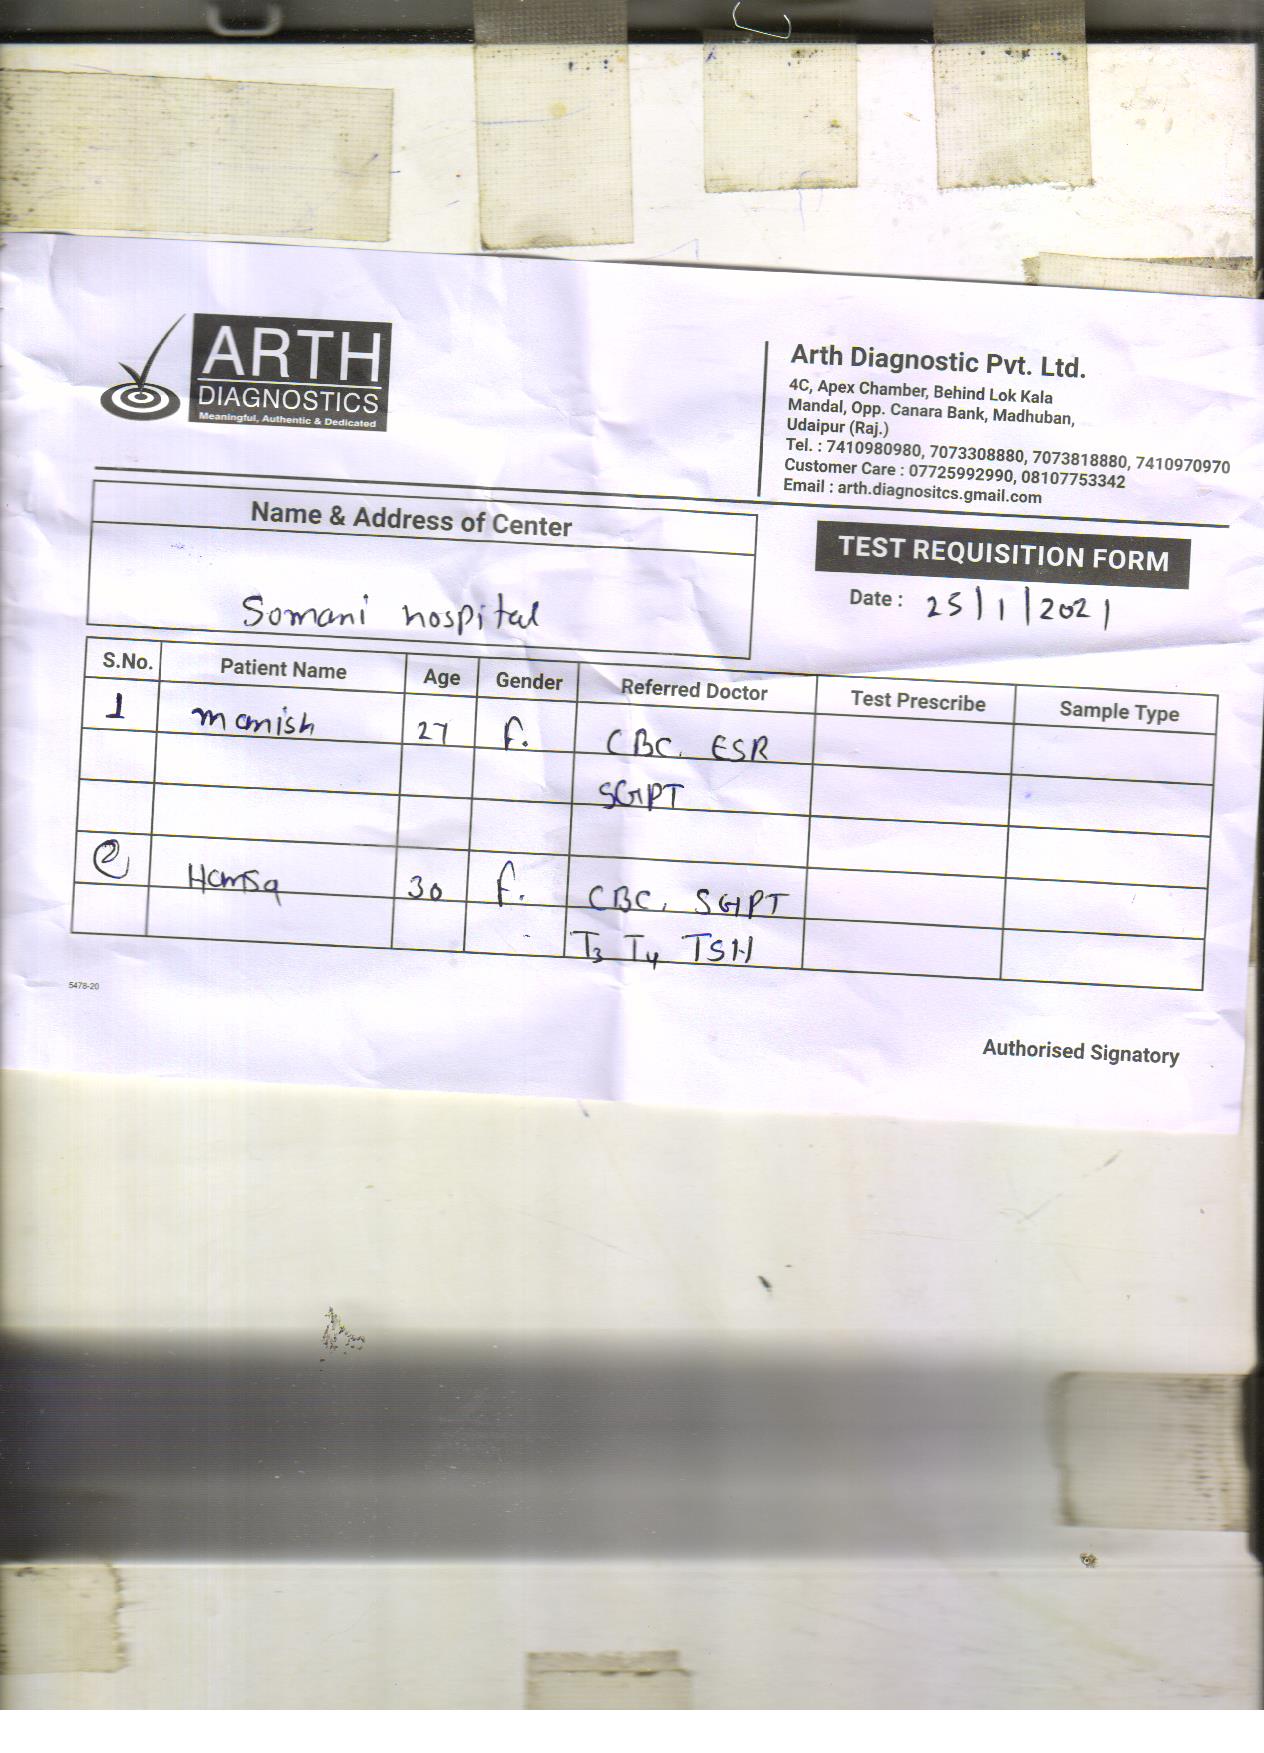 ARTH
DIAGNOSTICS
Meaningful, Authentic & Dedicated
Arth Diagnostic Pvt. Ltd.
4C, Apex Chamber, Behind Lok Kala
Mandal, Opp. Canara Bank, Madhuban,
Udaipur (Raj.)
Tel. : 7410980980, 7073308880, 7073818880, 7410970970
Customer Care : 07725992990, 08107753342
Email : arth.diagnositcs.gmail.com
Name & Address of Center
Somani hospital
TEST REQUISITION FORM
Date : 25/1/2021
S.No. Patient Name Age Gender Referred Doctor Test Prescribe Sample Type
1 manish 27 F. CBC, ESR
SGPT
2 30 F. CBC, SGPT
T3 T4 TSH
5478-20
Authorised Signatory